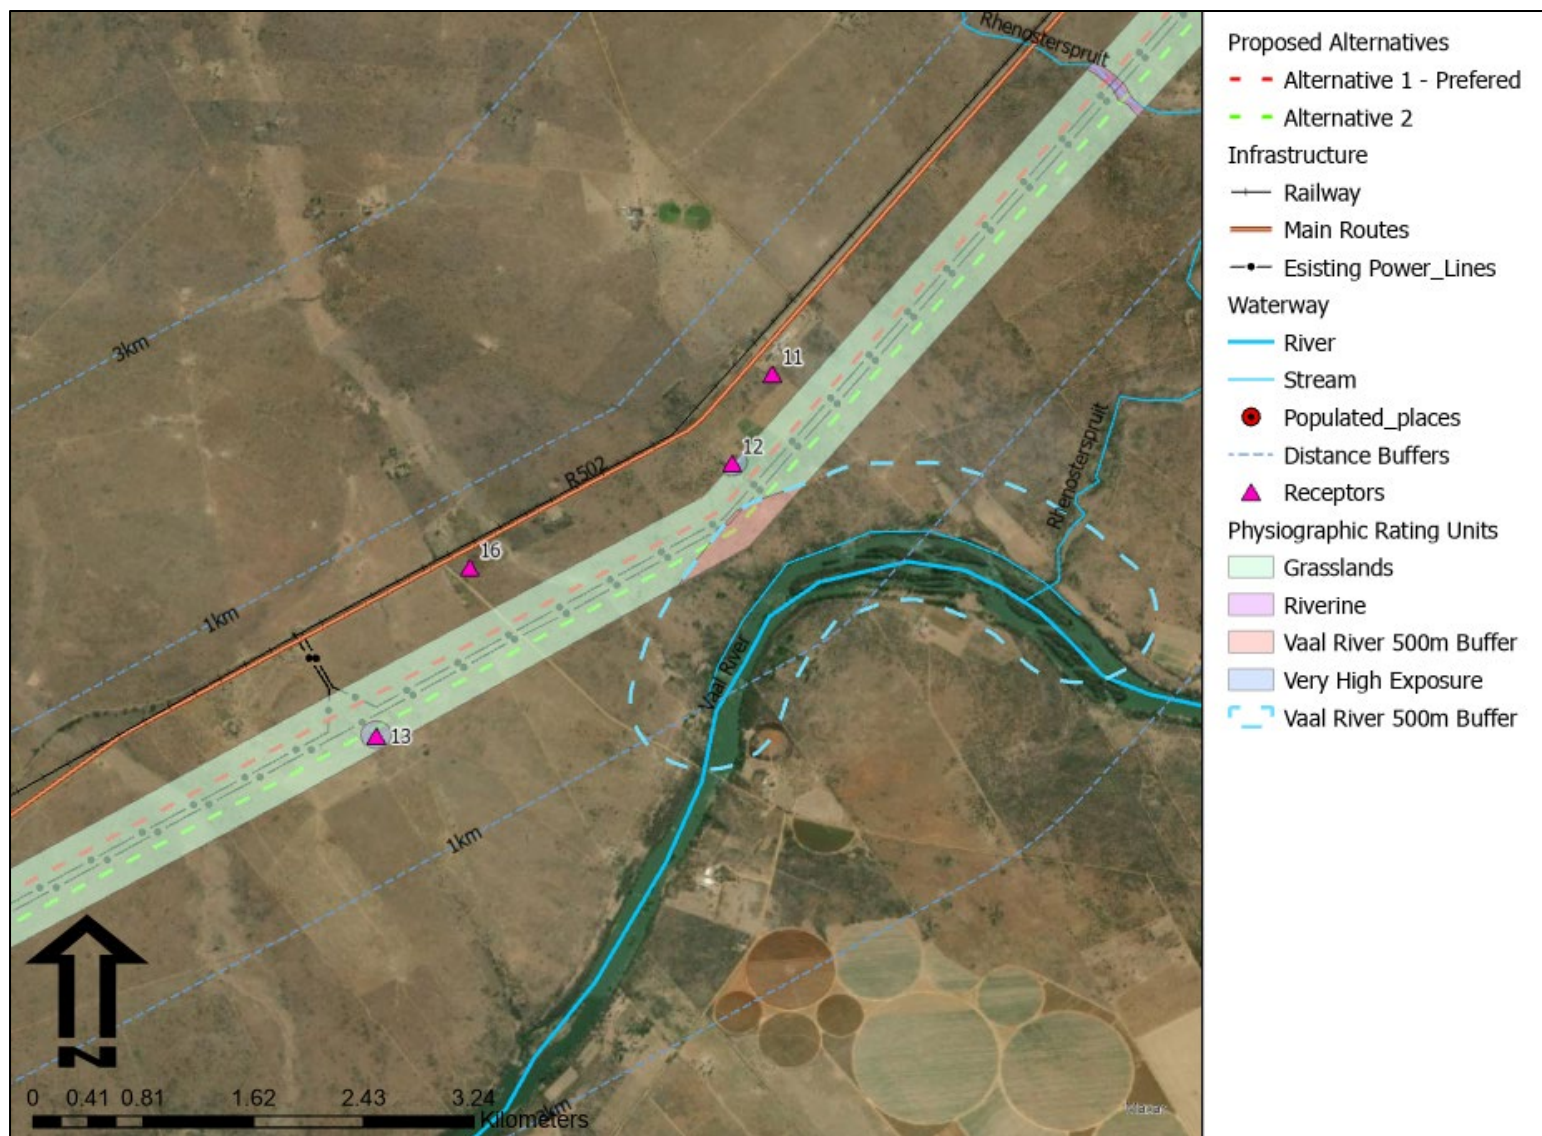 Rhenosterspruit
3km
11
12
R502
16
1km
Rhenosterspruit
Vaal River
13
1km
3km
N
0 0.41 0.81 1.62 2.43 3.24
Kilometers
Proposed Alternatives
Alternative 1 - Prefered
Alternative 2
Infrastructure
Railway
Main Routes
Esisting Power_Lines
Waterway
River
Stream
Populated_places
Distance Buffers
Receptors
Physiographic Rating Units
Grasslands
Riverine
Vaal River 500m Buffer
Very High Exposure
Vaal River 500m Buffer